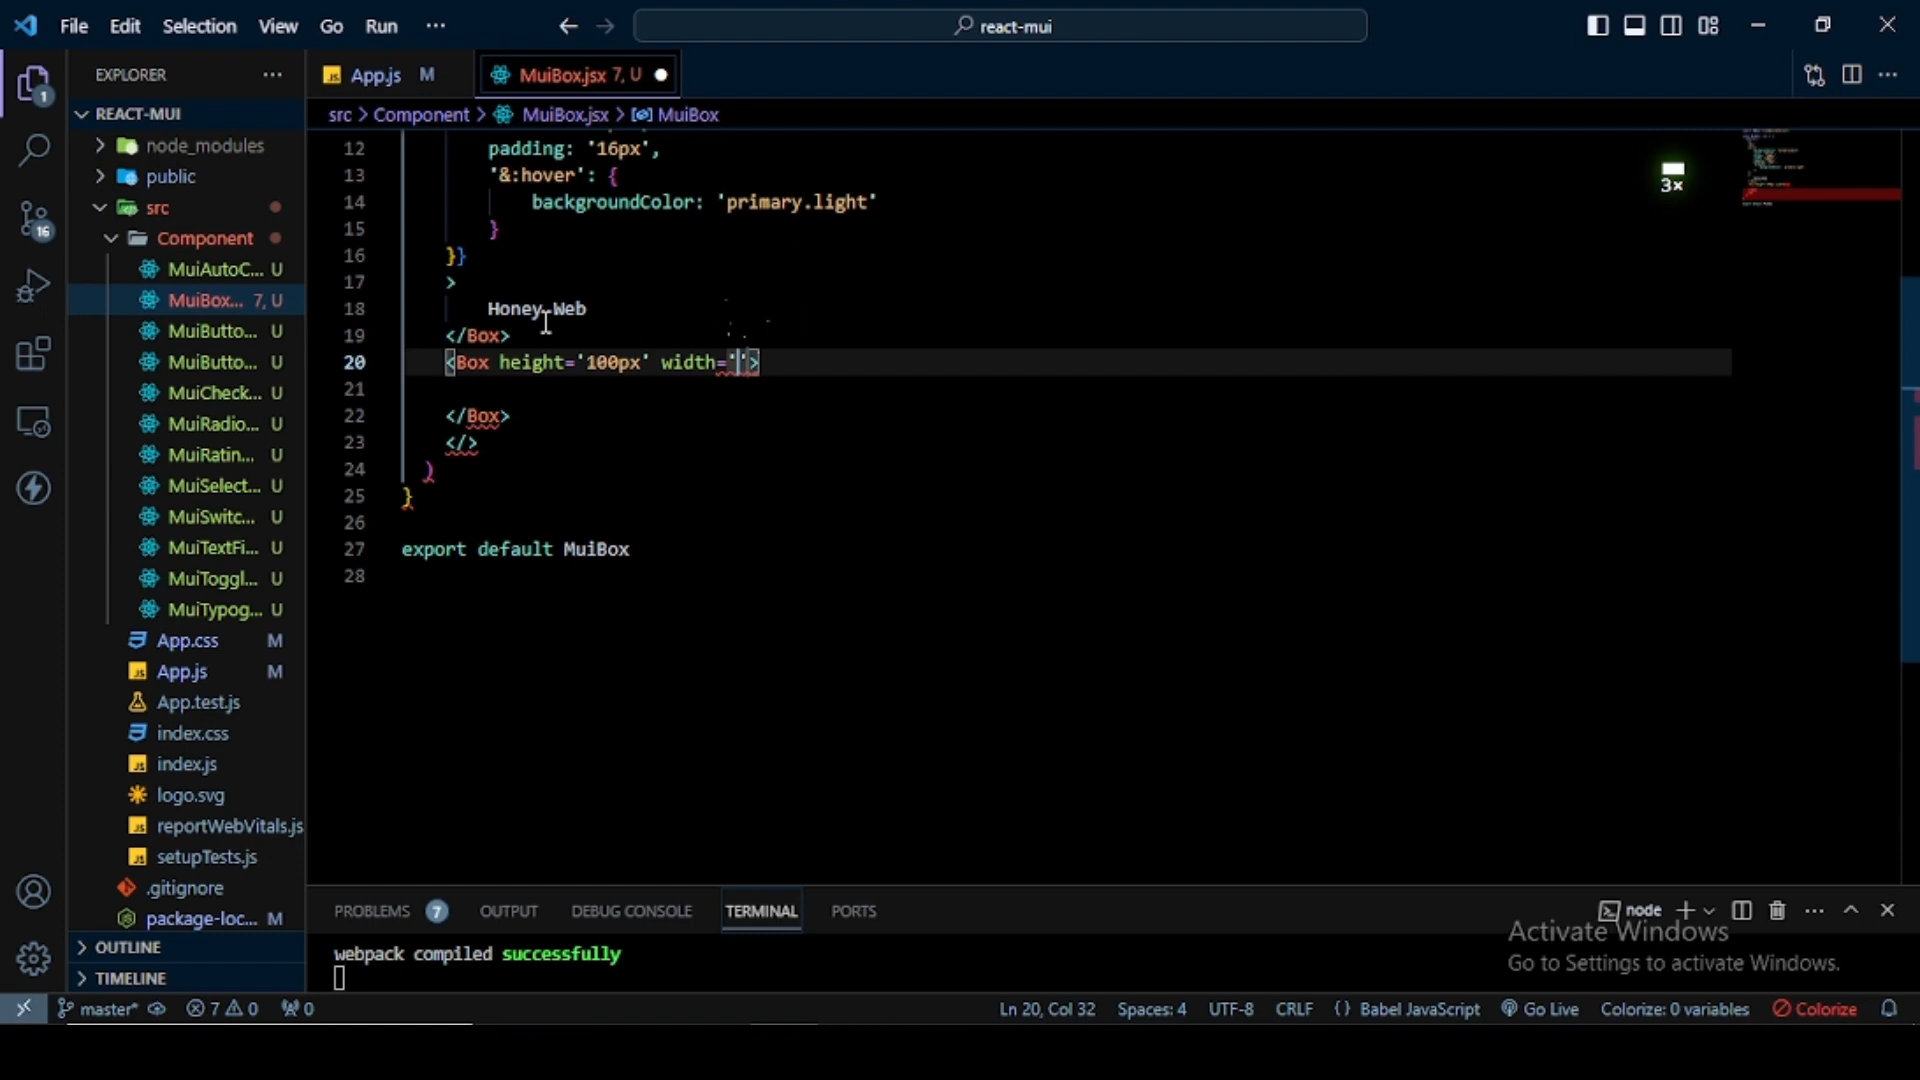 File Edit Selection View Go Run ··· react-mui
EXPLORER ···
App.js M MuiBox.jsx 7, U
REACT-MUI
src > Component > MuiBox.jsx > MuiBox
node_modules
public
src
Component
MuiAutoC... U
MuiBox... 7, U
MuiButto... U
MuiButto... U
MuiCheck... U
MuiRadio... U
MuiRatin... U
MuiSelect... U
MuiSwitc... U
MuiTextFi... U
MuiToggl... U
MuiTypog... U
App.css M
App.js M
App.test.js
index.css
index.js
logo.svg
reportWebVitals.js
setupTests.js
.gitignore
package-loc... M
OUTLINE
TIMELINE
1
16
12 padding: '16px',
13 '&:hover': {
14 backgroundColor: 'primary.light'
15 }
16 }}
17 >
18 Honey Web
19 </Box>
20 <Box height='100px' width=''>
21
22 </Box>
23 </>
24 )
25 }
26
27 export default MuiBox
28
3x
PROBLEMS 7 OUTPUT DEBUG CONSOLE TERMINAL PORTS
node
webpack compiled successfully
Activate Windows
Go to Settings to activate Windows.
master* 7 0 0 Ln 20, Col 32 Spaces: 4 UTF-8 CRLF {} Babel JavaScript Go Live Colorize: 0 variables Colorize